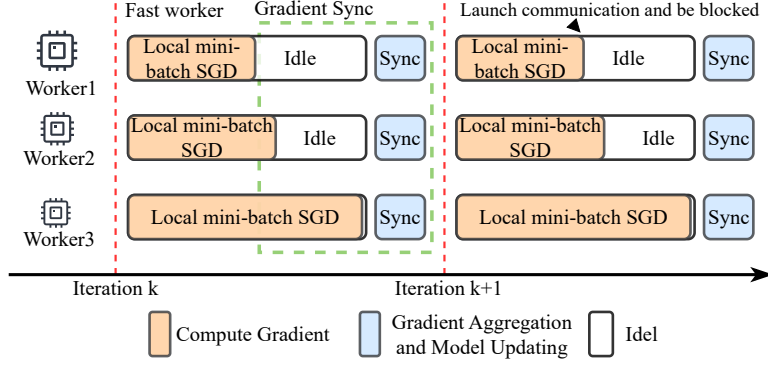 Fast worker
Gradient Sync
Launch communication and be blocked
Local mini-
batch SGD
Idle
Sync
Local mini-
batch SGD
Idle
Sync
Worker1
Local mini-batch
SGD
Idle
Sync
Local mini-batch
SGD
Idle
Sync
Worker2
Local mini-batch SGD
Sync
Local mini-batch SGD
Sync
Worker3
Iteration k
Iteration k+1
Compute Gradient
Gradient Aggregation
and Model Updating
Idel